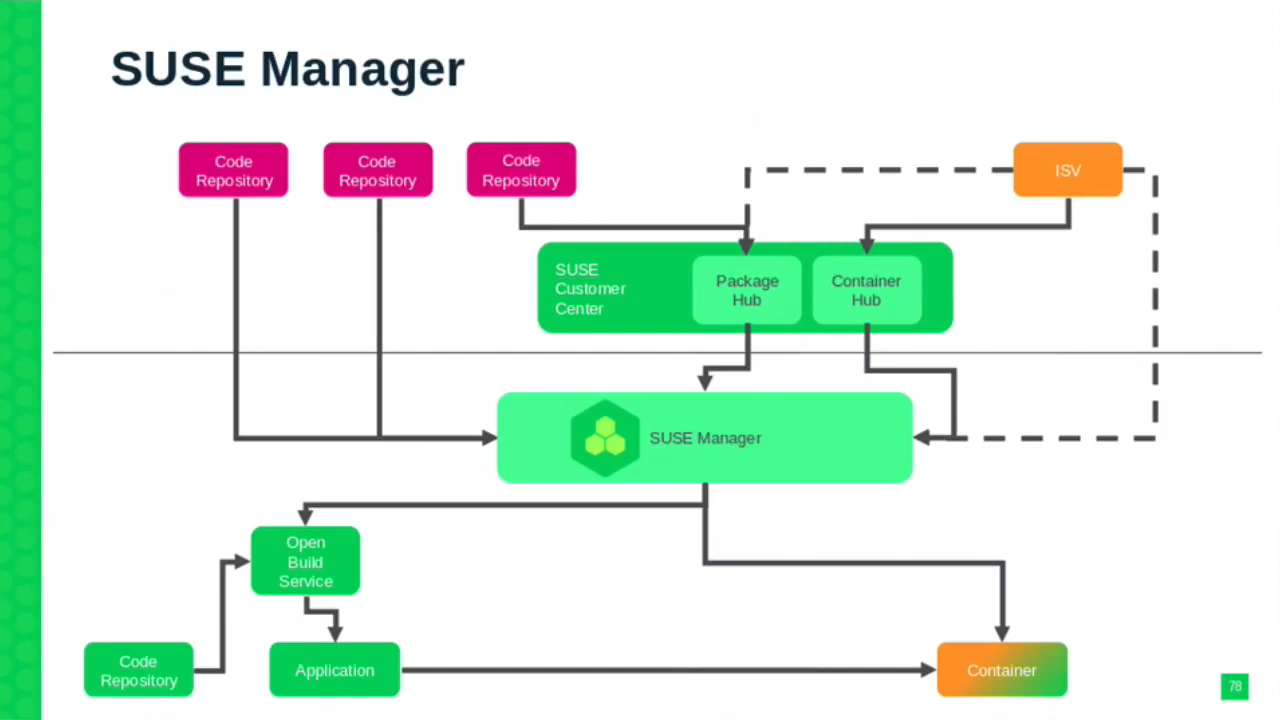 SUSE Manager
Code
Repository
Code
Repository
Code
Repository
ISV
SUSE
Customer
Center
Package
Hub
Container
Hub
SUSE Manager
Open
Build
Service
Code
Repository
Application
Container
78